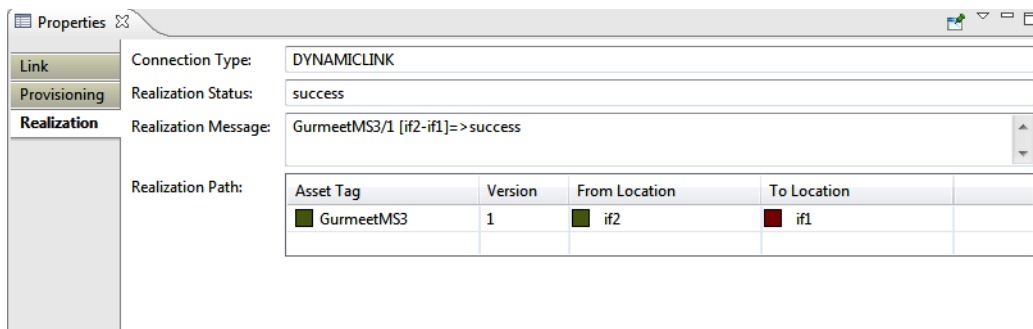 Properties
Link
Provisioning
Realization
Connection Type: DYNAMICLINK
Realization Status: success
Realization Message: GurmeetMS3/1 [if2-if1]=>success
Realization Path:
Asset Tag Version From Location To Location
GurmeetMS3 1 if2 if1